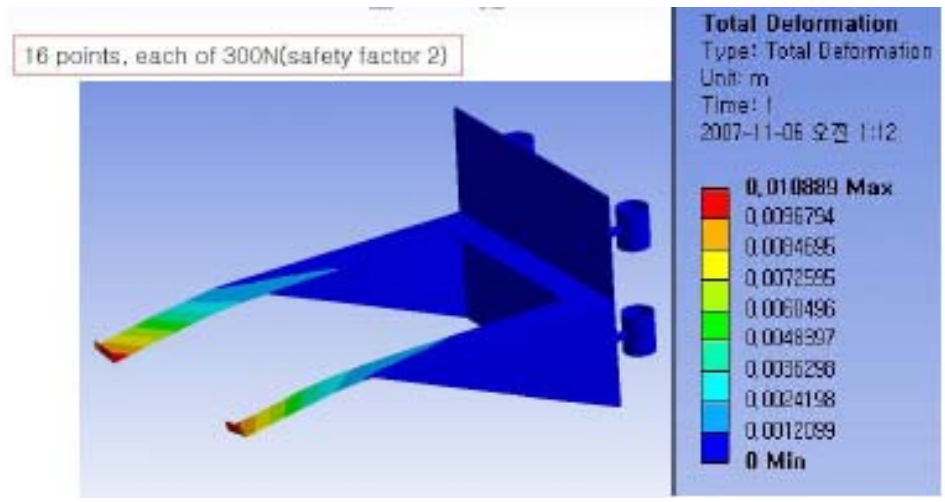 16 points, each of 300N(safety factor 2)
Total Deformation
Type: Total Deformation
Unit: m
Time: 1
2007-11-06 오전 1:12
0,010889 Max
0,0096794
0,0084695
0,0072595
0,0060496
0,0048397
0,0036298
0,0024198
0,0012099
0 Min